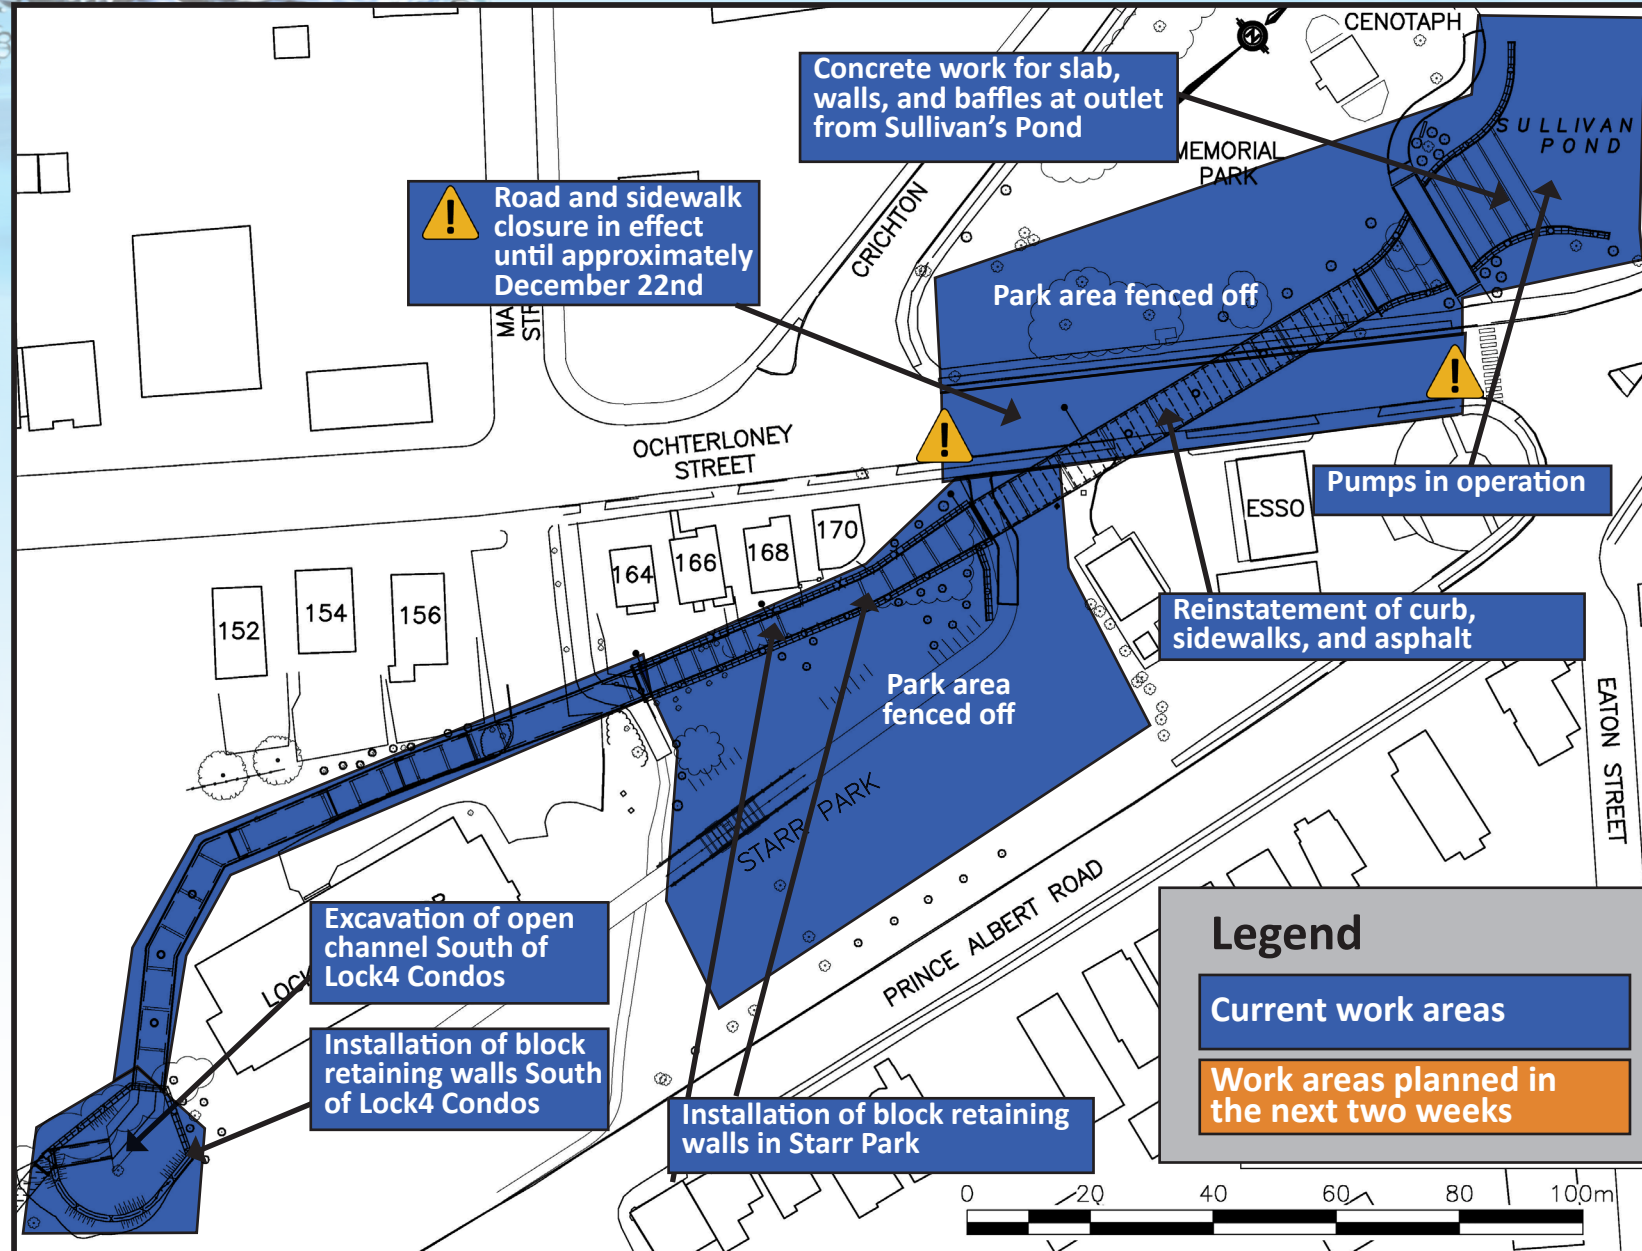 CENOTAPH
Concrete work for slab,
walls, and baffles at outlet
from Sullivan's Pond
SULLIVAN
POND
MEMORIAL
PARK
! Road and sidewalk
closure in effect
until approximately
December 22nd
CRICHTON
MA
STR
Park area fenced off
!
!
OCHTERLONEY
STREET
Pumps in operation
ESSO
170
168
166
164
156
154
152
Reinstatement of curb,
sidewalks, and asphalt
Park area
fenced off
EATON STREET
STARR PARK
PRINCE ALBERT ROAD
Excavation of open
channel South of
Lock4 Condos
LOCK
Installation of block
retaining walls South
of Lock4 Condos
Installation of block retaining
walls in Starr Park
Legend
Current work areas
Work areas planned in
the next two weeks
0 20 40 60 80 100m